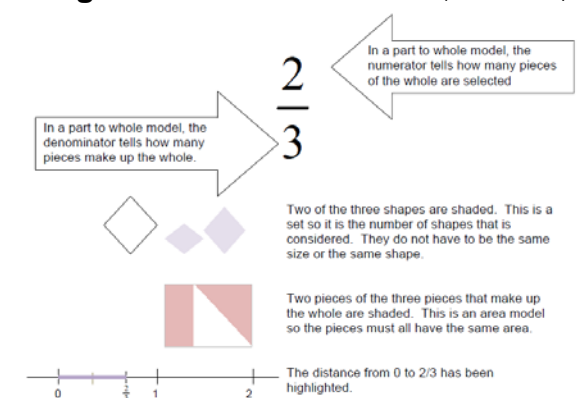 In a part to whole model, the
numerator tells how many pieces
of the whole are selected
2
3
In a part to whole model, the
denominator tells how many
pieces make up the whole.
Two of the three shapes are shaded. This is a
set so it is the number of shapes that is
considered. They do not have to be the same
size or the same shape.
Two pieces of the three pieces that make up
the whole are shaded. This is an area model
so the pieces must all have the same area.
The distance from 0 to 2/3 has been
highlighted.
0 1 2